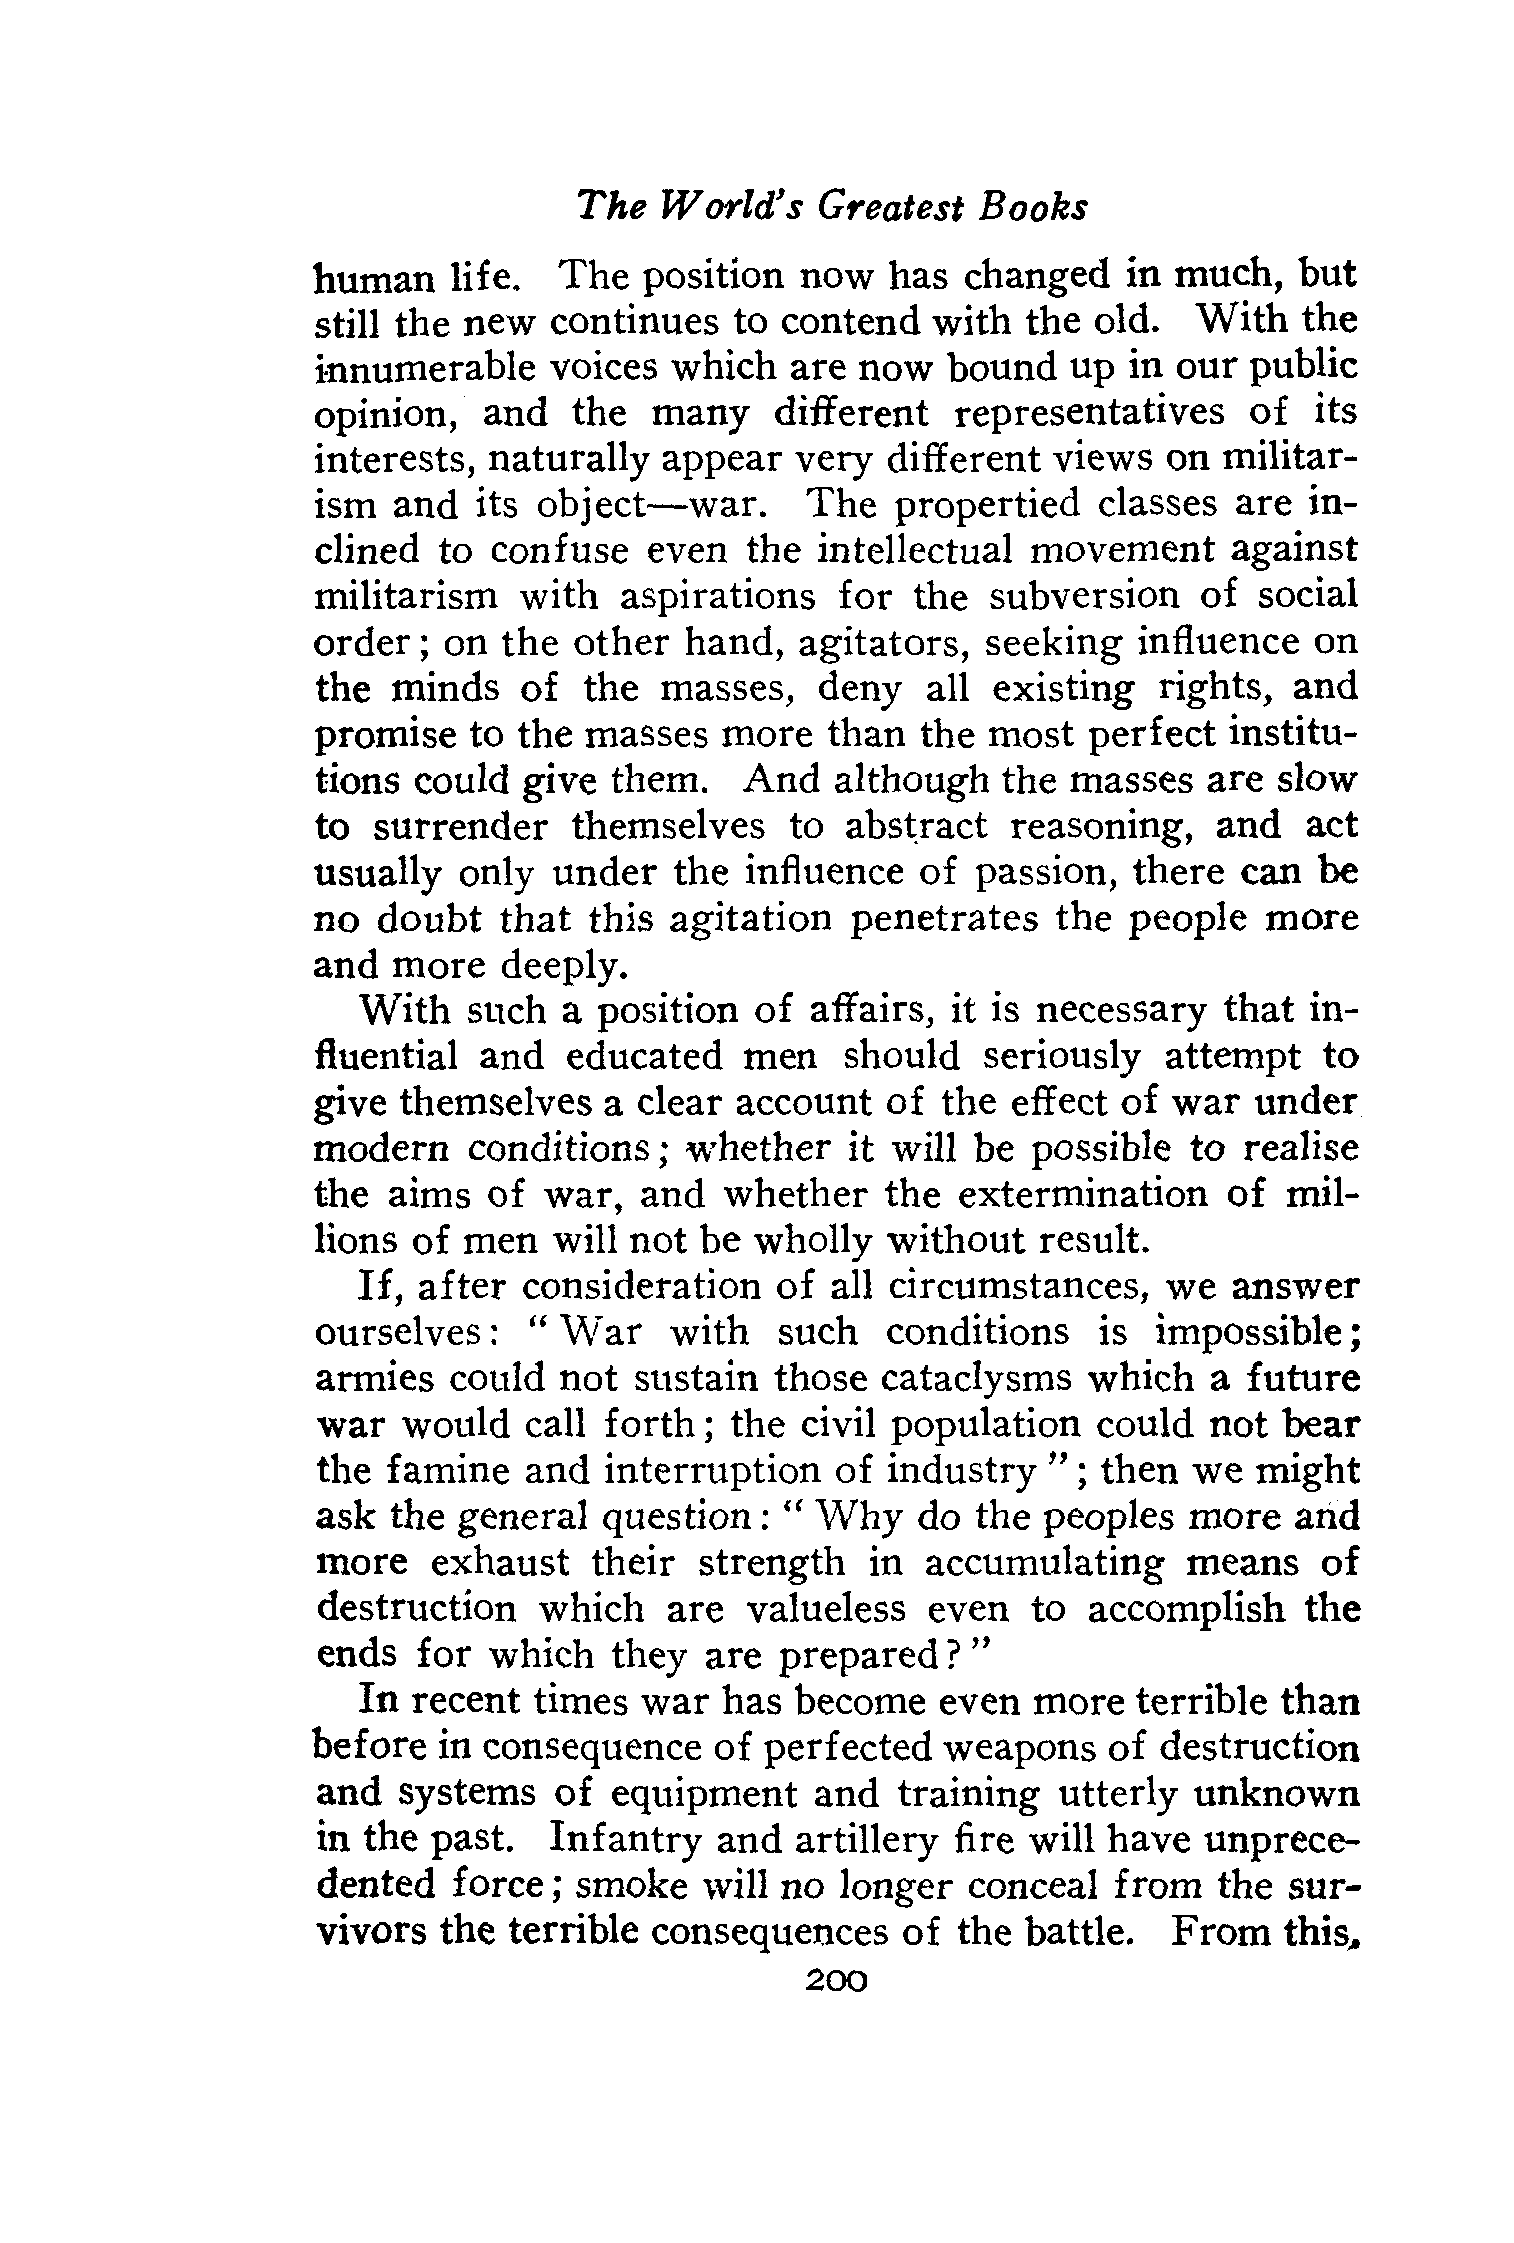 The World's Greatest Books
human life. The position now has changed in much, but
still the new continues to contend with the old. With the
innumerable voices which are now bound up in our public
opinion, and the many different representatives of its
interests, naturally appear very different views on militar-
ism and its object—war. The propertied classes are in-
clined to confuse even the intellectual movement against
militarism with aspirations for the subversion of social
order; on the other hand, agitators, seeking influence on
the minds of the masses, deny all existing rights, and
promise to the masses more than the most perfect institu-
tions could give them. And although the masses are slow
to surrender themselves to abstract reasoning, and act
usually only under the influence of passion, there can be
no doubt that this agitation penetrates the people more
and more deeply.
With such a position of affairs, it is necessary that in-
fluential and educated men should seriously attempt to
give themselves a clear account of the effect of war under
modern conditions; whether it will be possible to realise
the aims of war, and whether the extermination of mil-
lions of men will not be wholly without result.
If, after consideration of all circumstances, we answer
ourselves: "War with such conditions is impossible;
armies could not sustain those cataclysms which a future
war would call forth; the civil population could not bear
the famine and interruption of industry"; then we might
ask the general question: "Why do the peoples more and
more exhaust their strength in accumulating means of
destruction which are valueless even to accomplish the
ends for which they are prepared?"
In recent times war has become even more terrible than
before in consequence of perfected weapons of destruction
and systems of equipment and training utterly unknown
in the past. Infantry and artillery fire will have unprece-
dented force; smoke will no longer conceal from the sur-
vivors the terrible consequences of the battle. From this,
200